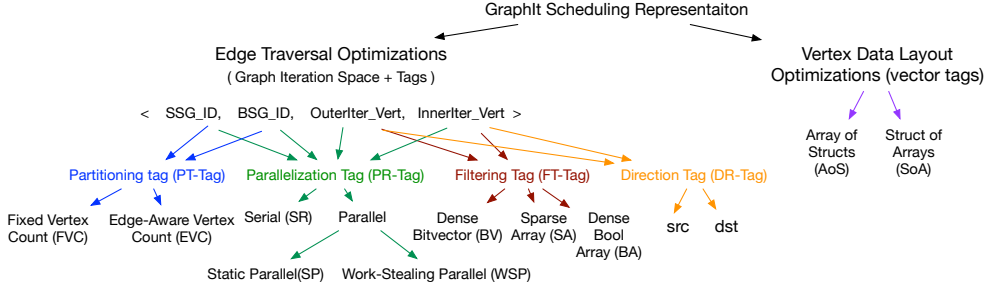 GraphIt Scheduling Representaiton
Edge Traversal Optimizations
( Graph Iteration Space + Tags )
Vertex Data Layout
Optimizations (vector tags)
< SSG_ID, BSG_ID, OuterIter_Vert, InnerIter_Vert >
Array of
Structs
(AoS)
Struct of
Arrays
(SoA)
Partitioning tag (PT-Tag)
Parallelization Tag (PR-Tag)
Filtering Tag (FT-Tag)
Direction Tag (DR-Tag)
Fixed Vertex
Count (FVC)
Edge-Aware Vertex
Count (EVC)
Serial (SR)
Parallel
Dense
Bitvector (BV)
Sparse
Array (SA)
Dense
Bool
Array (BA)
src
dst
Static Parallel(SP)
Work-Stealing Parallel (WSP)